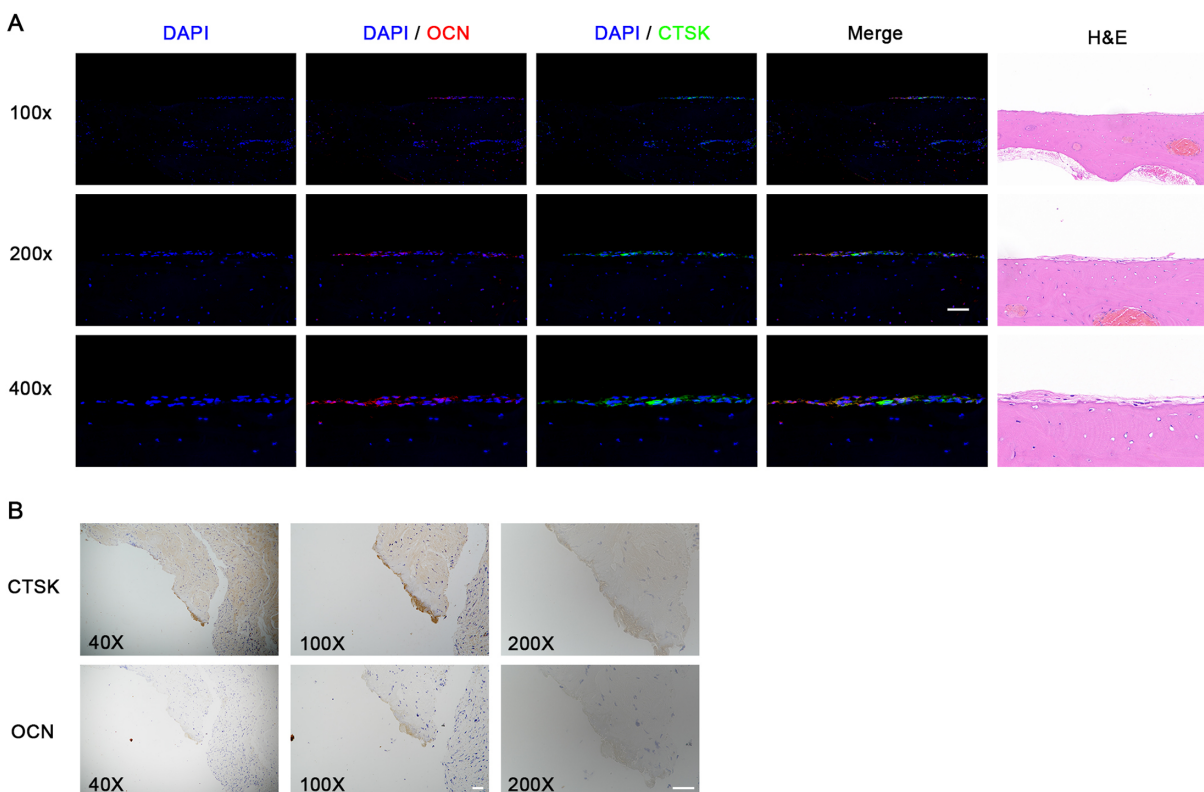 A
DAPI
DAPI / OCN
DAPI / CTSK
Merge
H&E
100x
200x
400x
B
CTSK
40X
100X
200X
OCN
40X
100X
200X